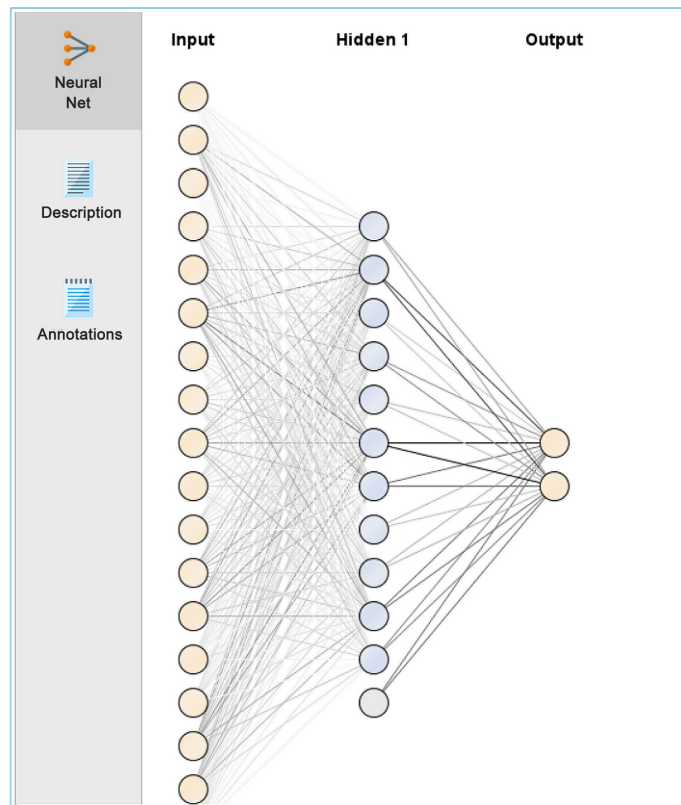 Input
Hidden 1
Output
Neural
Net
Description
Annotations